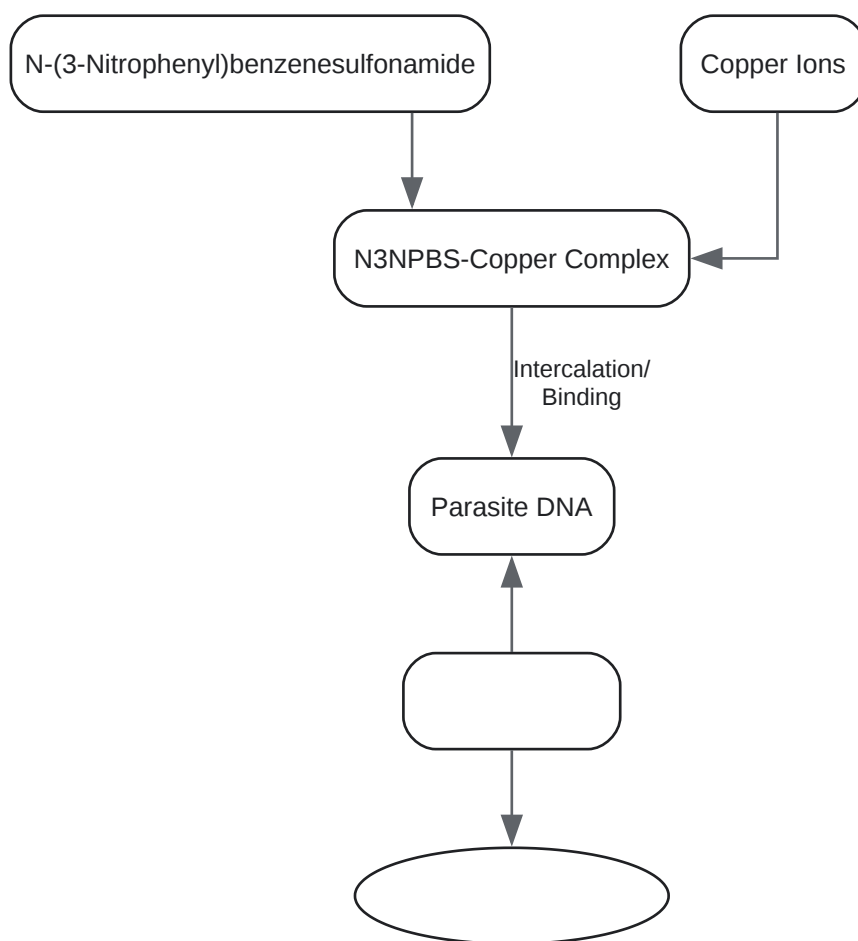 N-(3-Nitrophenyl)benzenesulfonamide
Copper Ions
N3NPBS-Copper Complex
Intercalation/
Binding
Parasite DNA